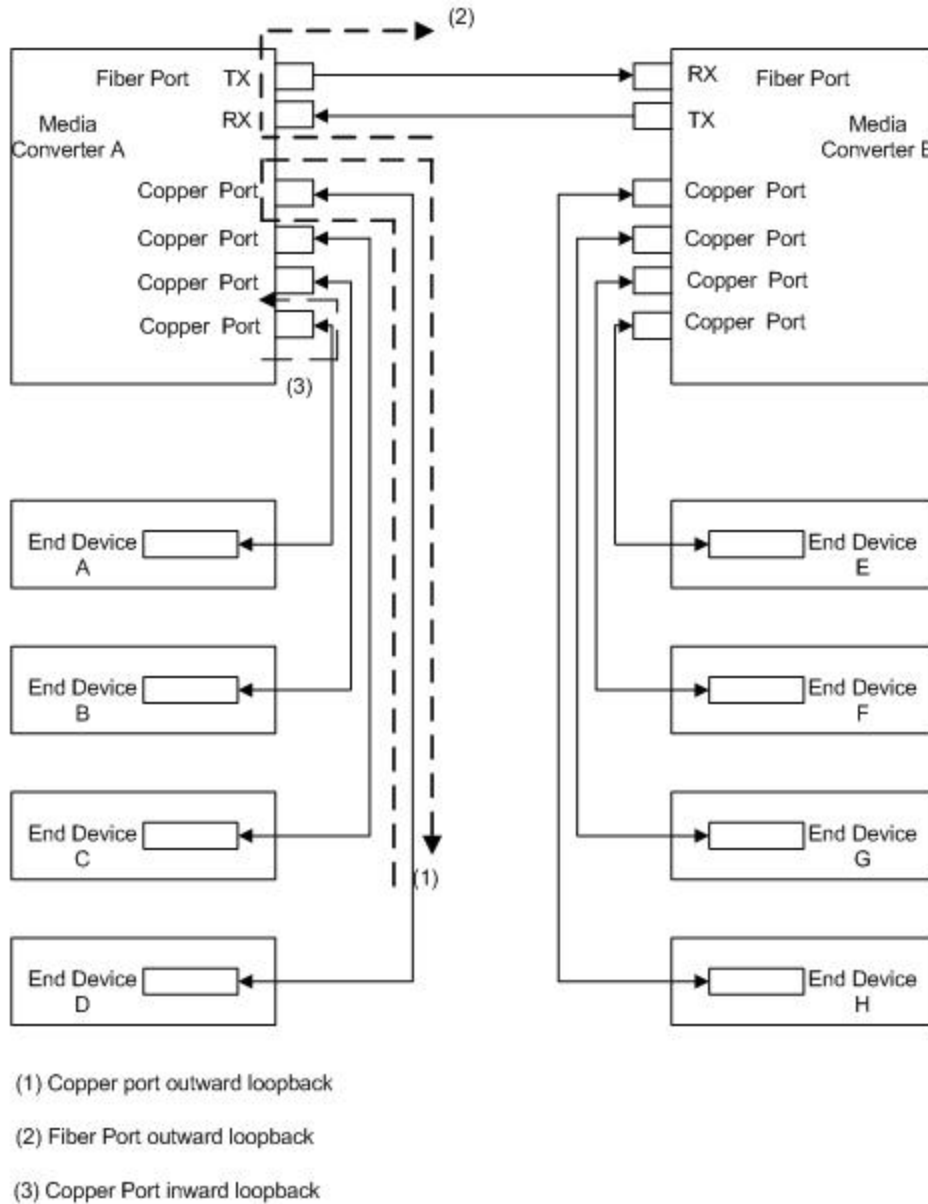 (2)
Fiber Port TX
RX
Media
Converter A
Copper Port
Copper Port
Copper Port
Copper Port
(3)
RX Fiber Port
TX
Media
Converter
Copper Port
Copper Port
Copper Port
Copper Port
End Device
A
End Device
B
End Device
C
(1)
End Device
D
End Device
E
End Device
F
End Device
G
End Device
H
(1) Copper port outward loopback
(2) Fiber Port outward loopback
(3) Copper Port inward loopback